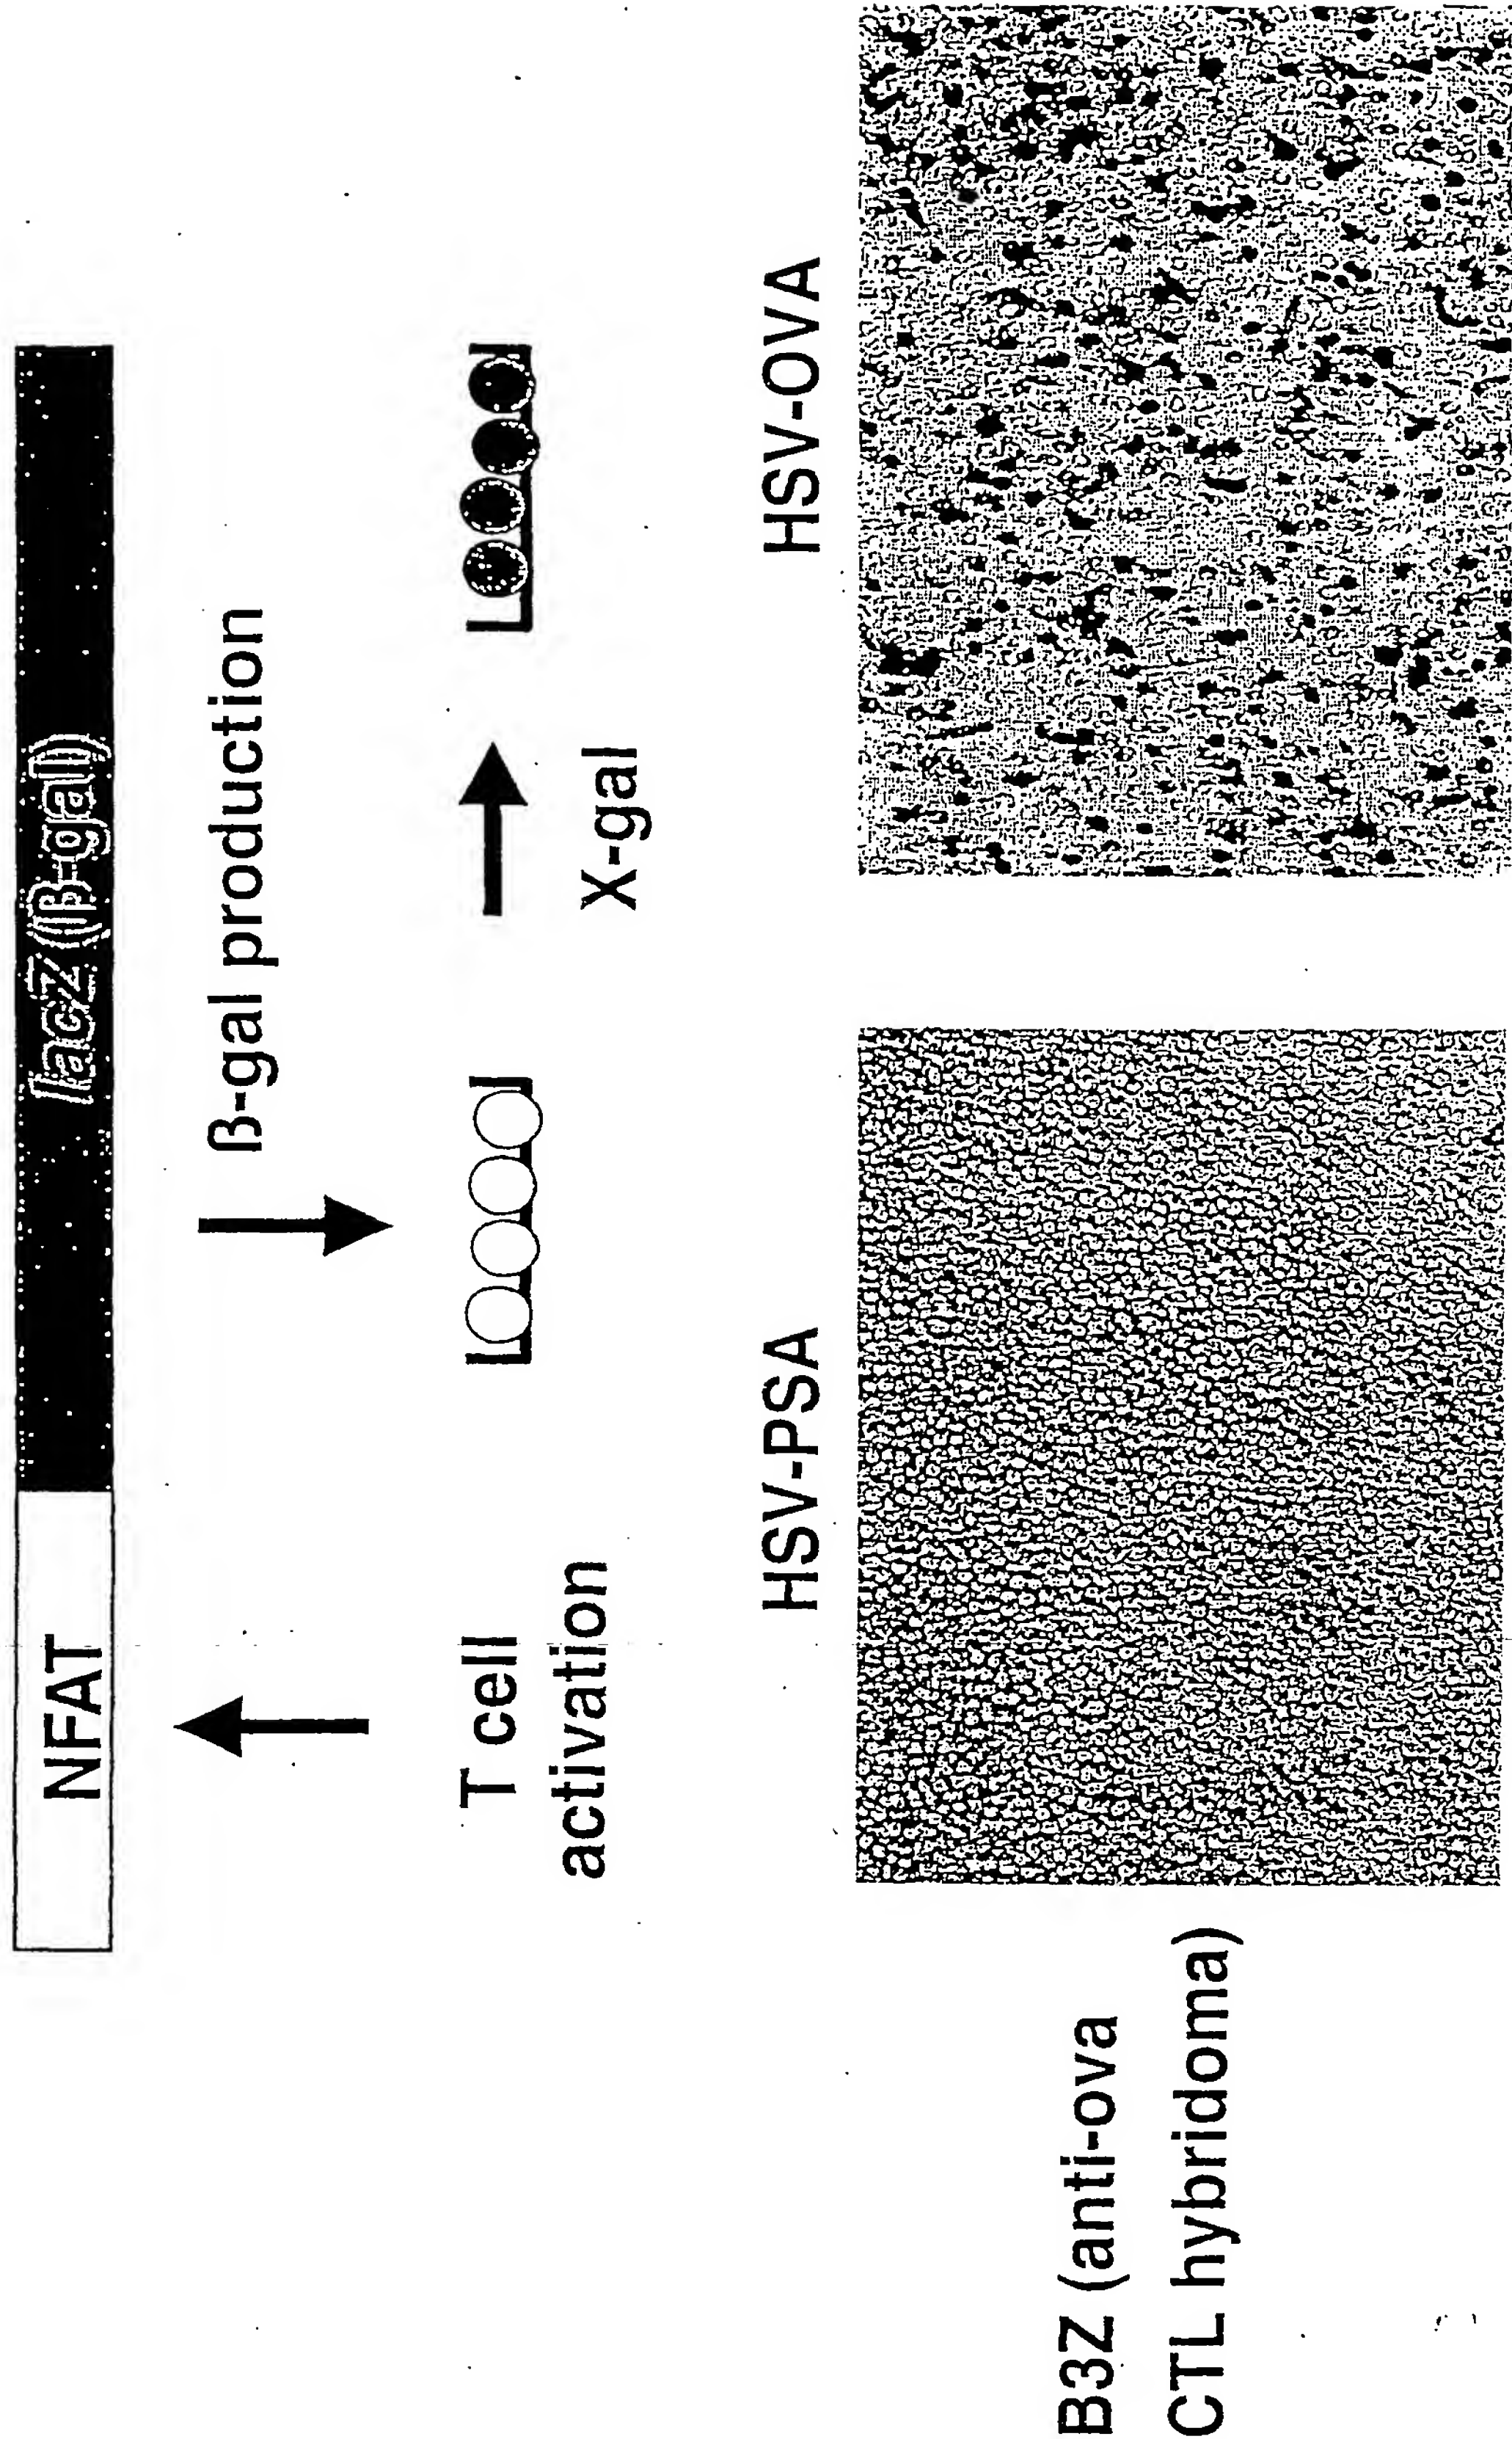 NFAT
lacZ (β-gal)
β-gal production
T cell
activation
X-gal
HSV-PSA
HSV-OVA
B3Z (anti-ova
CTL hybridoma)